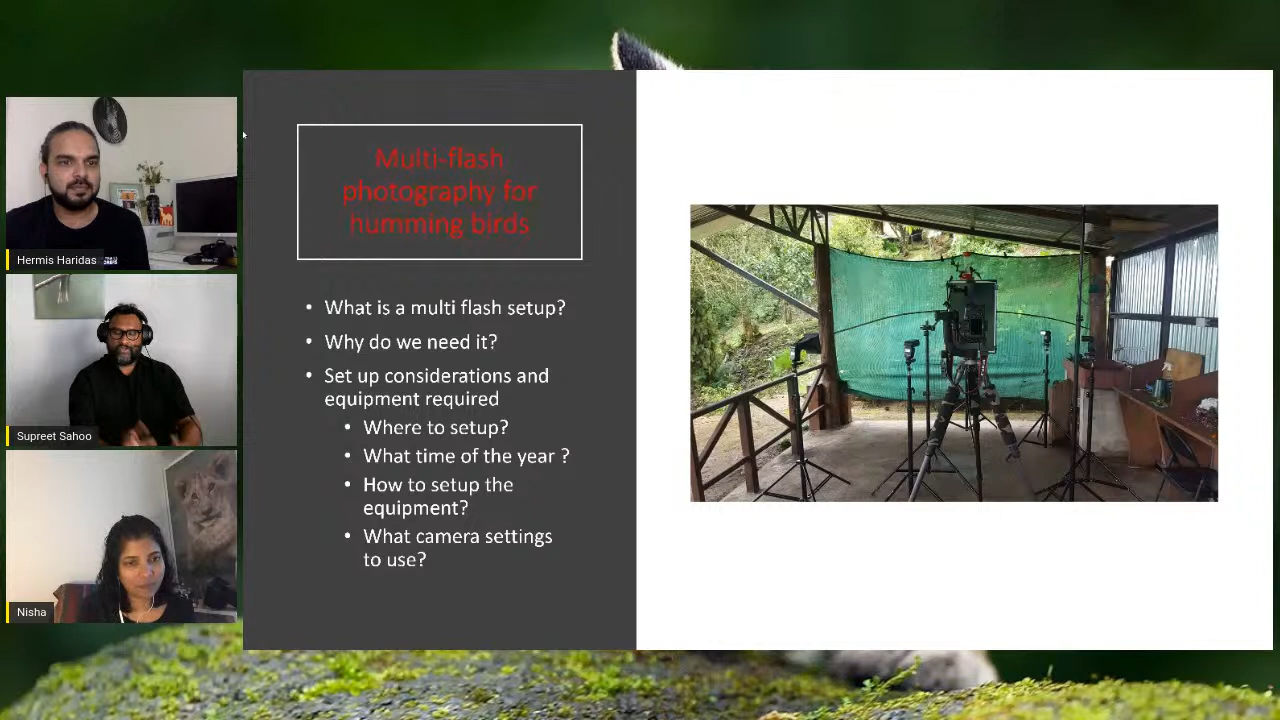 Hermis Haridas
Supreet Sahoo
Nisha
Multi-flash
photography for
humming birds
• What is a multi flash setup?
• Why do we need it?
• Set up considerations and
equipment required
• Where to setup?
• What time of the year ?
• How to setup the
equipment?
• What camera settings
to use?